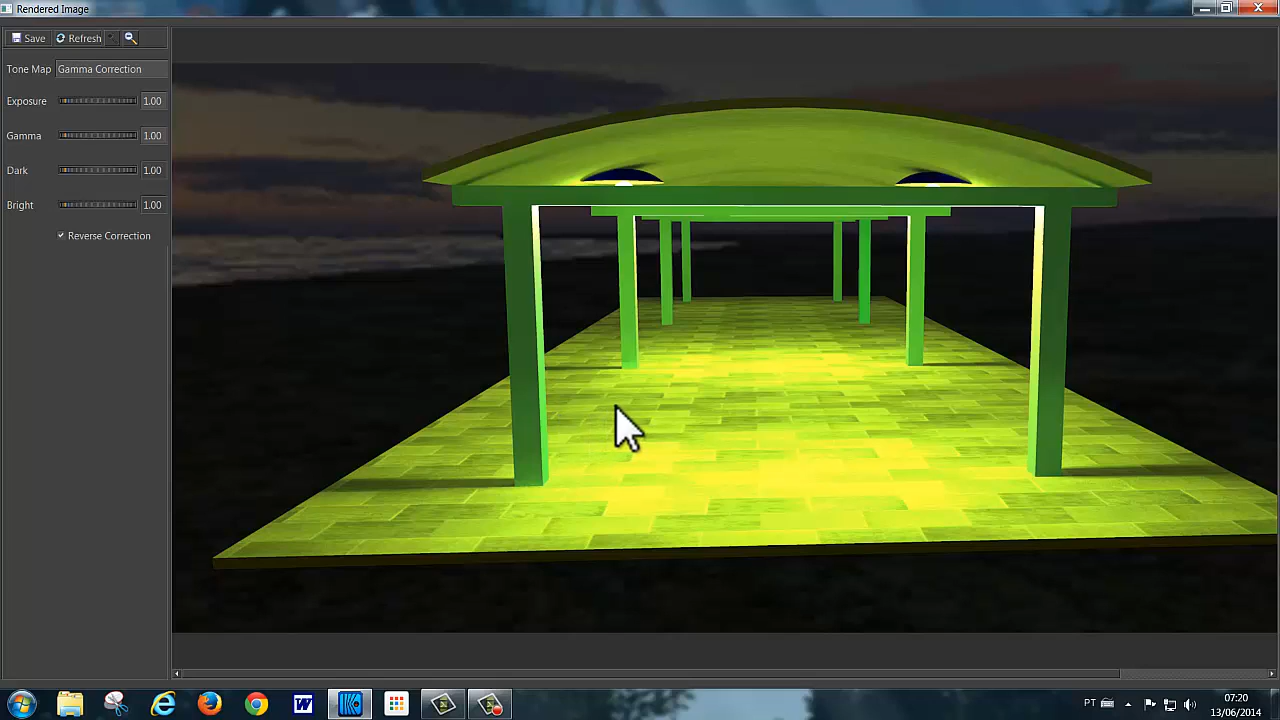 Rendered Image
Save Refresh
Tone Map Gamma Correction
Exposure 1.00
Gamma 1.00
Dark 1.00
Bright 1.00
Reverse Correction
PT 07:20
13/06/2014